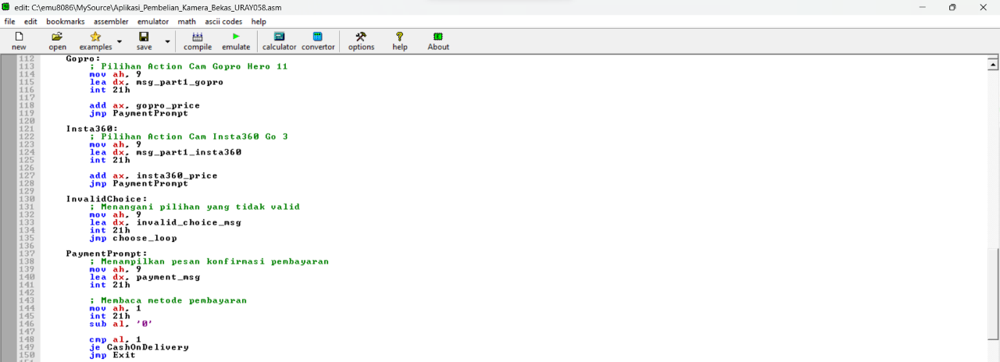 edit: C:\emu8086\MySource\Aplikasi_Pembelian_Kamera_Bekas_URAY058.asm
file edit bookmarks assembler emulator math ascii codes help
new open examples save compile emulate calculator convertor options help About
112 Gopro:
113 ; Pilihan Action Cam Gopro Hero 11
114 mov ah, 9
115 lea dx, msg_part1_gopro
116 int 21h
117
118 add ax, gopro_price
119 jmp PaymentPrompt
120
121 Insta360:
122 ; Pilihan Action Cam Insta360 Go 3
123 mov ah, 9
124 lea dx, msg_part1_insta360
125 int 21h
126
127 add ax, insta360_price
128 jmp PaymentPrompt
129
130 InvalidChoice:
131 ; Menangani pilihan yang tidak valid
132 mov ah, 9
133 lea dx, invalid_choice_msg
134 int 21h
135 jmp choose_loop
136
137 PaymentPrompt:
138 ; Menampilkan pesan konfirmasi pembayaran
139 mov ah, 9
140 lea dx, payment_msg
141 int 21h
142
143 ; Membaca metode pembayaran
144 mov ah, 1
145 int 21h
146 sub al, '0'
147
148 cmp al, 1
149 je CashOnDelivery
150 jmp Exit